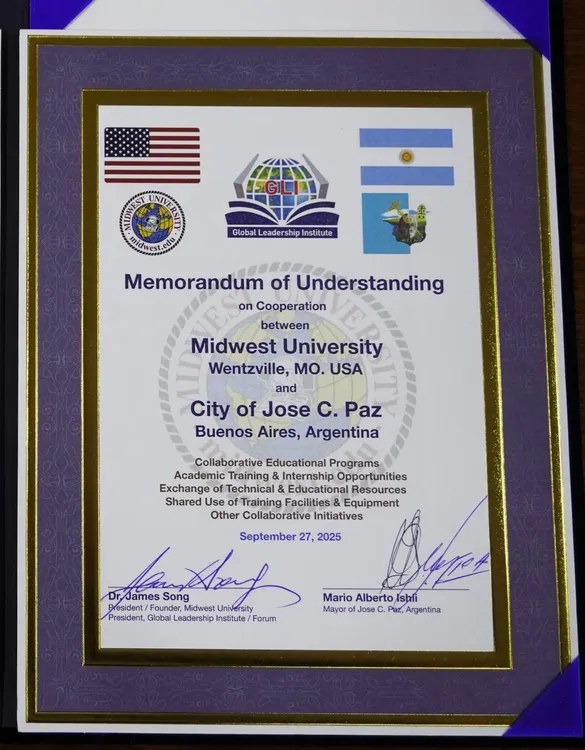 GLI
Global Leadership Institute
MIDWEST UNIVERSITY
midwest.edu
Memorandum of Understanding
on Cooperation
between
Midwest University
Wentzville, MO. USA
and
City of Jose C. Paz
Buenos Aires, Argentina
Collaborative Educational Programs
Academic Training & Internship Opportunities
Exchange of Technical & Educational Resources
Shared Use of Training Facilities & Equipment
Other Collaborative Initiatives
September 27, 2025
Dr. James Song
President / Founder, Midwest University
President, Global Leadership Institute / Forum
Mario Alberto Ishii
Mayor of Jose C. Paz, Argentina